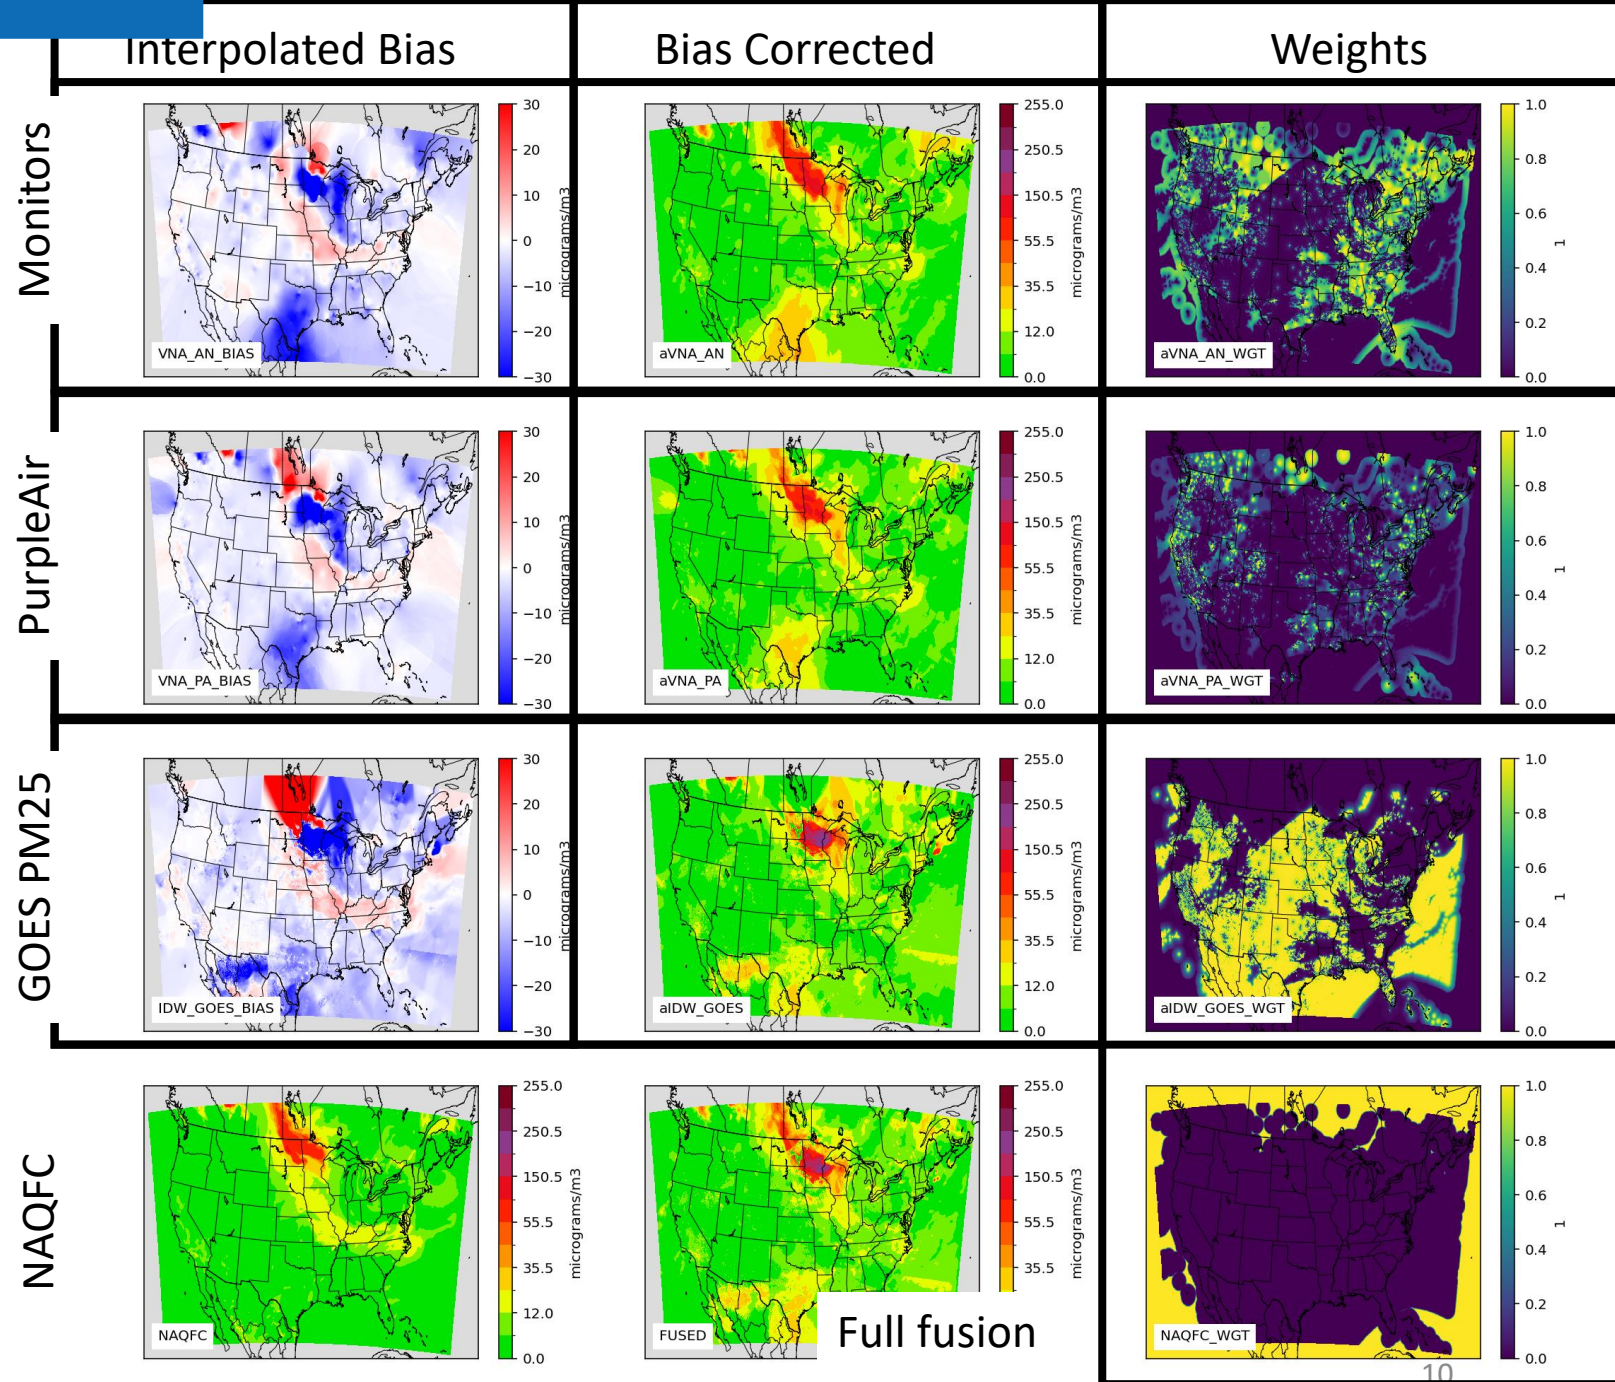 Interpolated Bias
Bias Corrected
Weights
Monitors
30
20
10
0
−10
−20
−30
micrograms/m3
VNA_AN_BIAS
255.0
250.5
150.5
55.5
35.5
12.0
0.0
micrograms/m3
aVNA_AN
1.0
0.8
0.6
0.4
0.2
0.0
1
aVNA_AN_WGT
PurpleAir
30
20
10
0
−10
−20
−30
micrograms/m3
VNA_PA_BIAS
255.0
250.5
150.5
55.5
35.5
12.0
0.0
micrograms/m3
aVNA_PA
1.0
0.8
0.6
0.4
0.2
0.0
1
aVNA_PA_WGT
GOES PM25
30
20
10
0
−10
−20
−30
micrograms/m3
IDW_GOES_BIAS
255.0
250.5
150.5
55.5
35.5
12.0
0.0
micrograms/m3
aIDW_GOES
1.0
0.8
0.6
0.4
0.2
0.0
1
aIDW_GOES_WGT
NAQFC
255.0
250.5
150.5
55.5
35.5
12.0
0.0
micrograms/m3
NAQFC
255.0
250.5
150.5
55.5
35.5
micrograms/m3
FUSED
Full fusion
1.0
0.8
0.6
0.4
0.2
0.0
1
NAQFC_WGT
10